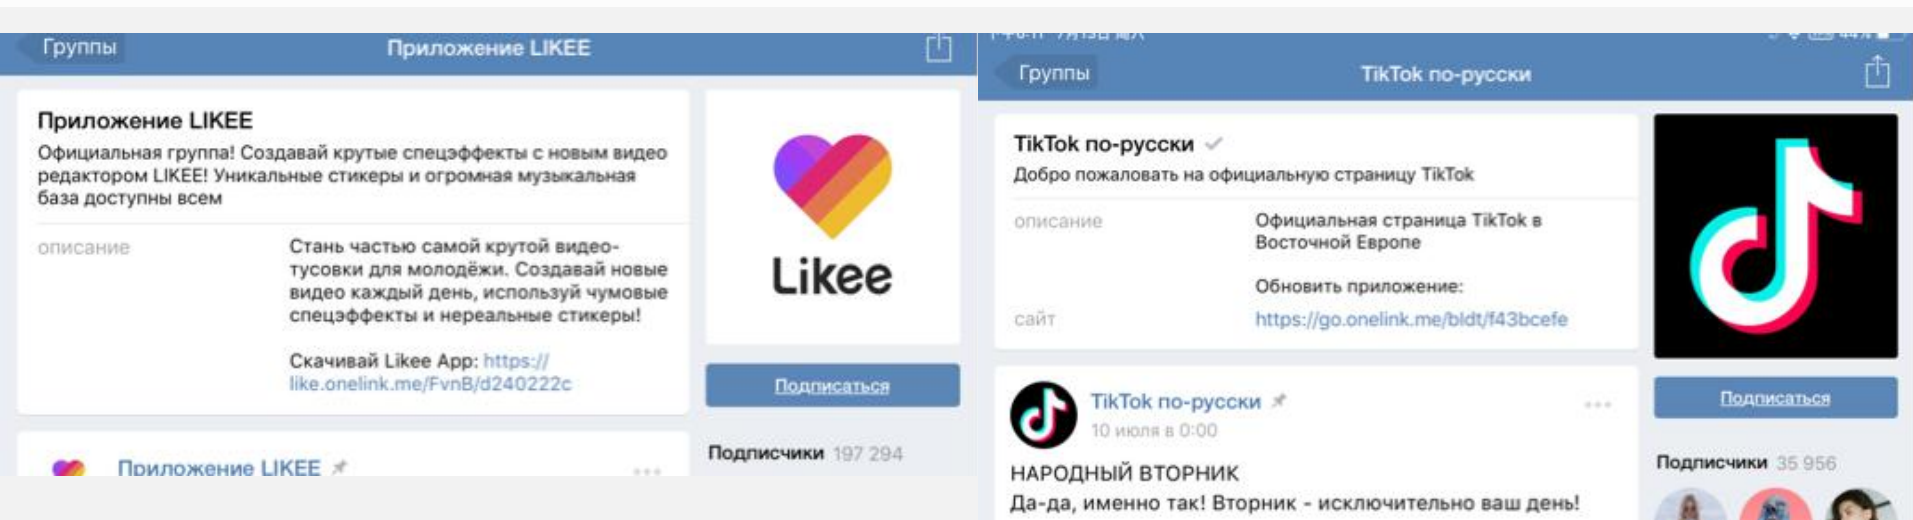 Группы
Приложение LIKEE
Приложение LIKEE
Официальная группа! Создавай крутые спецэффекты с новым видео
редактором LIKEE! Уникальные стикеры и огромная музыкальная
база доступны всем
описание
Стань частью самой крутой видео-
тусовки для молодёжи. Создавай новые
видео каждый день, используй чумовые
спецэффекты и нереальные стикеры!
Скачивай Likee App: https://
like.onelink.me/FvnB/d240222c
Likee
Подписаться
Подписчики 197 294
Приложение LIKEE
Группы
TikTok по-русски
TikTok по-русски
Добро пожаловать на официальную страницу TikTok
описание
Официальная страница TikTok в
Восточной Европе
Обновить приложение:
сайт
https://go.onelink.me/bldt/f43bcefe
Подписаться
Подписчики 35 956
TikTok по-русски
10 июля в 0:00
НАРОДНЫЙ ВТОРНИК
Да-да, именно так! Вторник - исключительно ваш день!